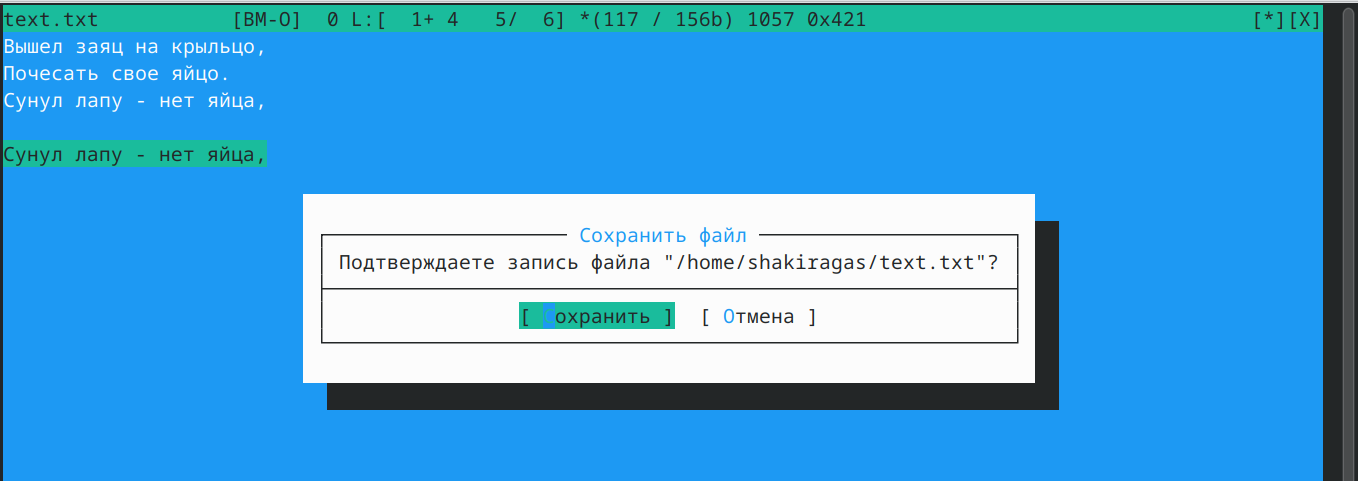 text.txt [BM-O] 0 L:[ 1+ 4 5/ 6] *(117 / 156b) 1057 0x421 [*][X]
Вышел заяц на крыльцо,
Почесать свое яйцо.
Сунул лапу - нет яйца,
Сунул лапу - нет яйца,
Сохранить файл
Подтверждаете запись файла "/home/shakiragas/text.txt"?
[ Сохранить ] [ Отмена ]